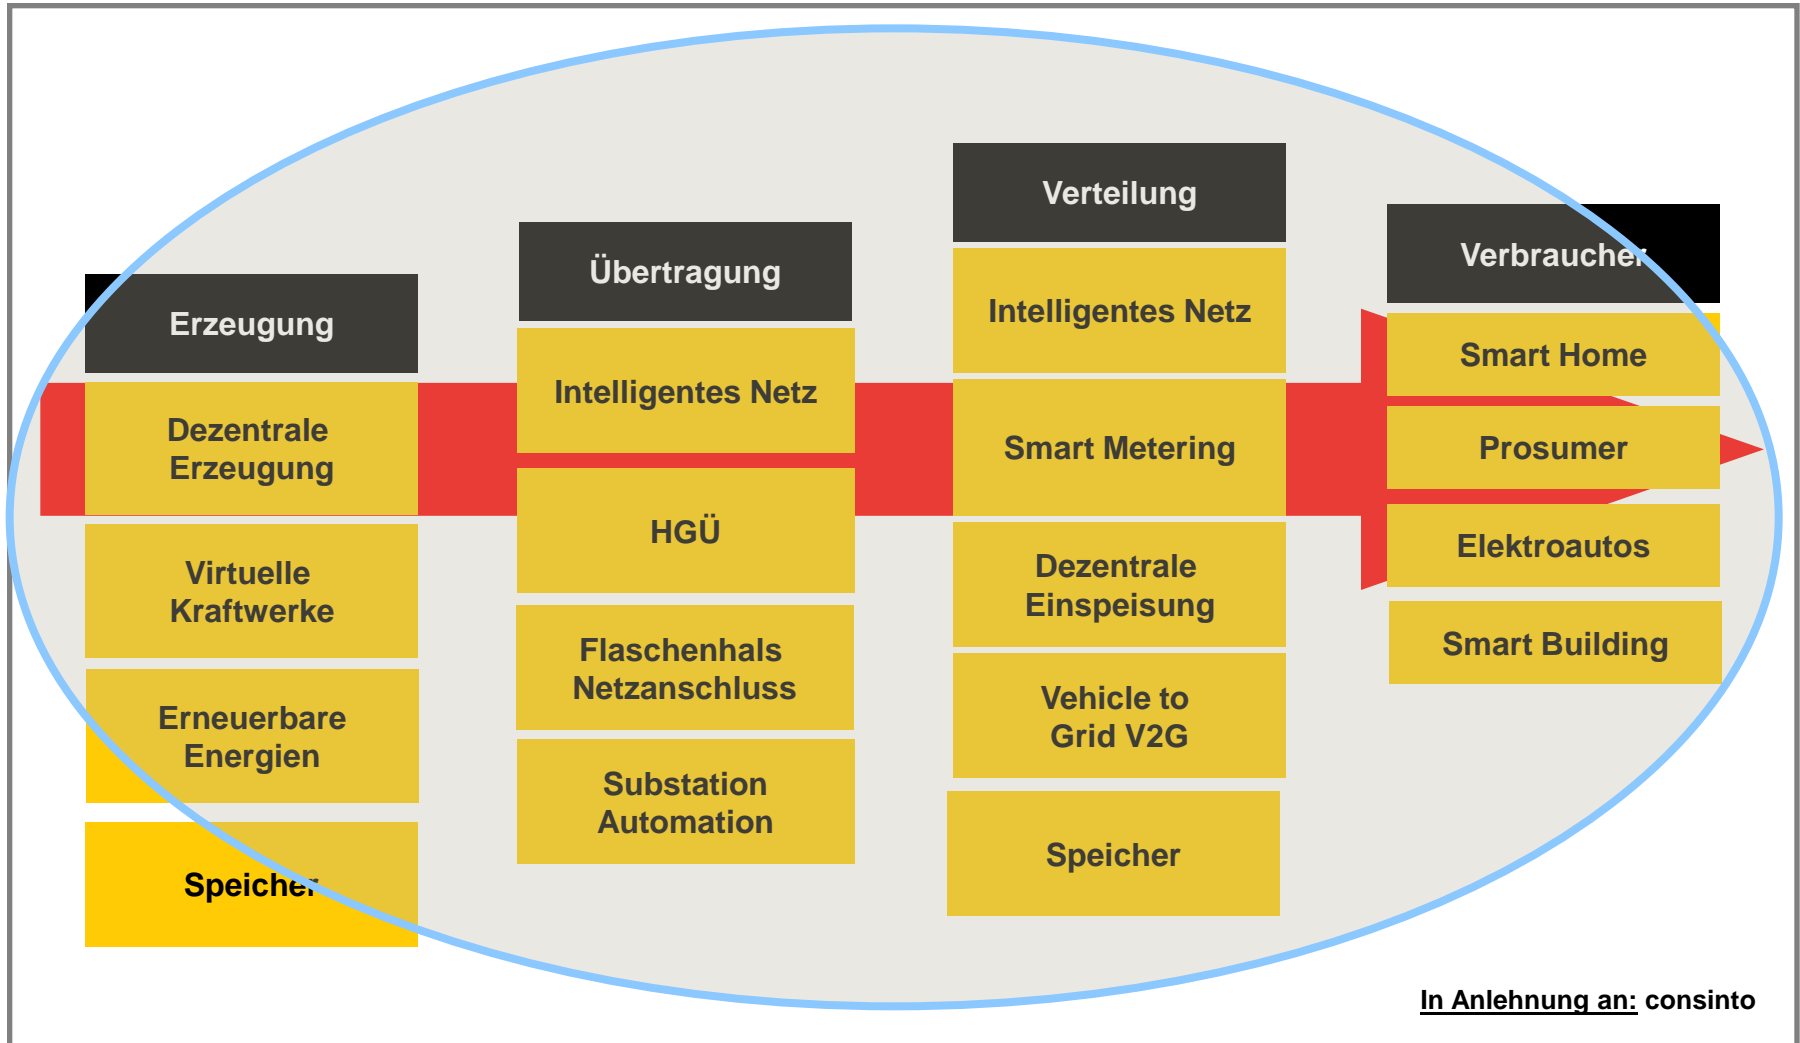 Erzeugung
Dezentrale
Erzeugung
Virtuelle
Kraftwerke
Erneuerbare
Energien
Speicher
Übertragung
Intelligentes Netz
HGÜ
Flaschenhals
Netzanschluss
Substation
Automation
Verteilung
Intelligentes Netz
Smart Metering
Dezentrale
Einspeisung
Vehicle to
Grid V2G
Speicher
Verbraucher
Smart Home
Prosumer
Elektroautos
Smart Building
In Anlehnung an: consinto